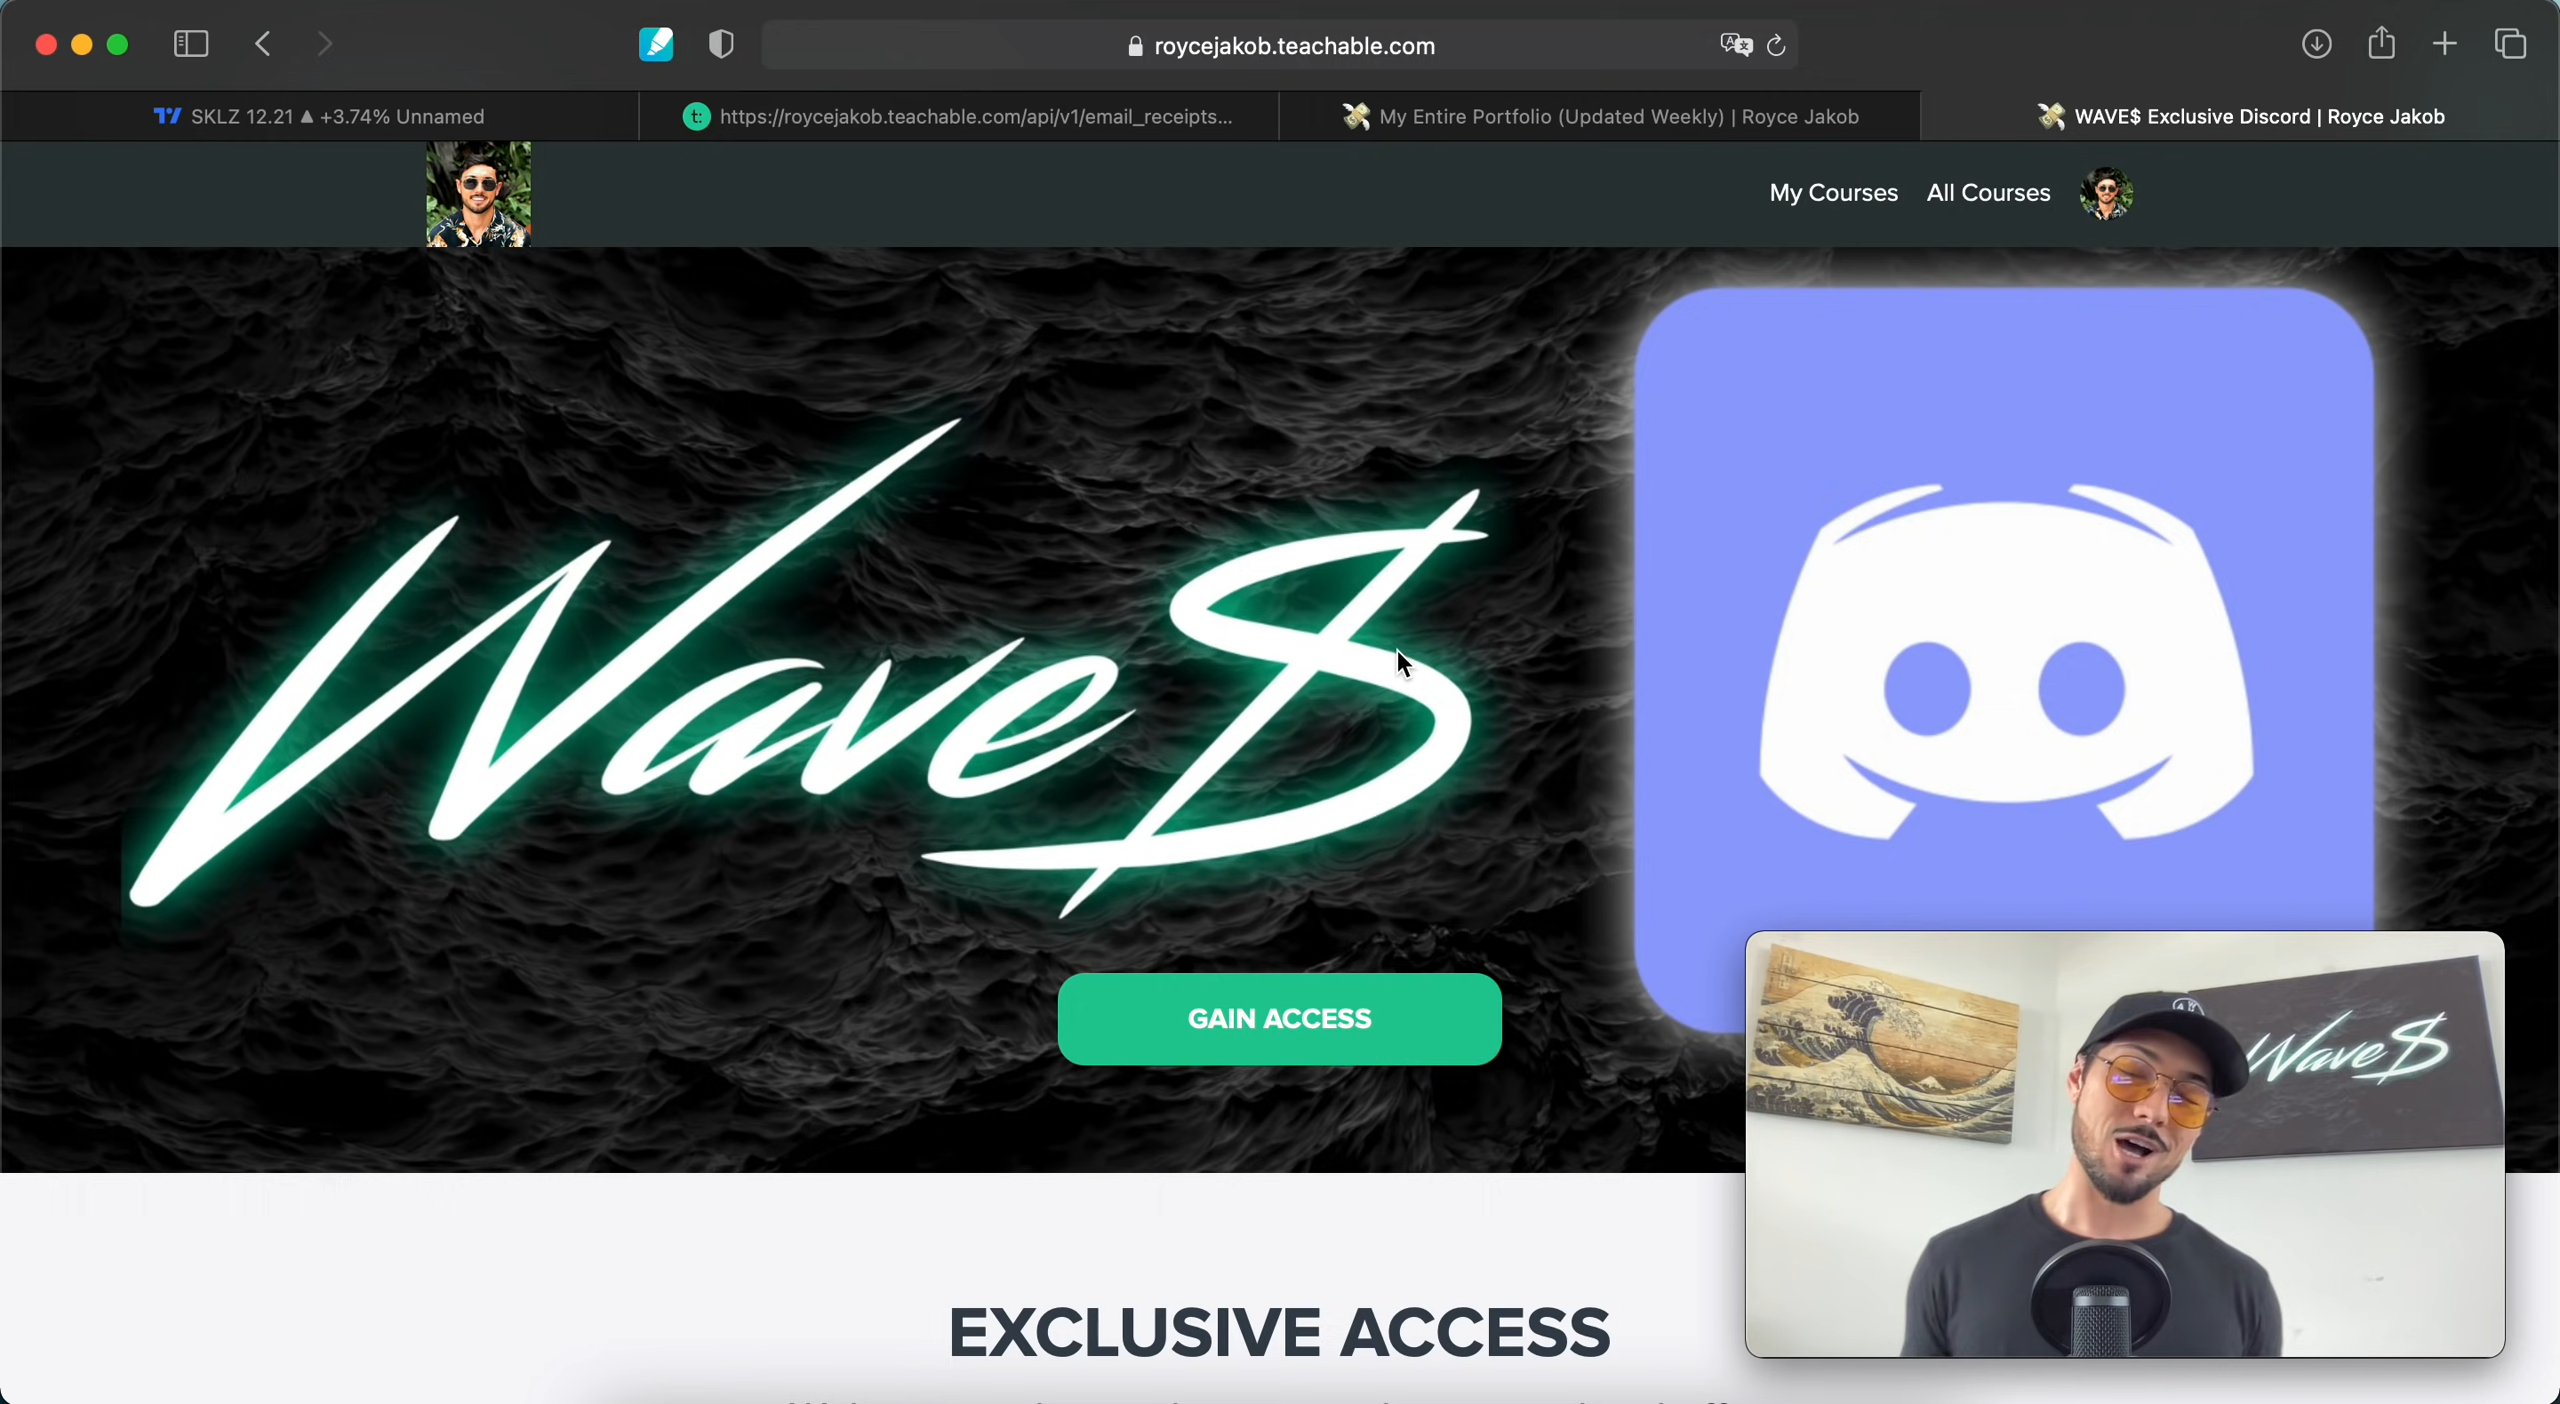 roycejakob.teachable.com
SKLZ 12.21 ▲ +3.74% Unnamed
t: https://roycejakob.teachable.com/api/v1/email_receipts...
My Entire Portfolio (Updated Weekly) | Royce Jakob
WAVE$ Exclusive Discord | Royce Jakob
My Courses
All Courses
Wave$
GAIN ACCESS
Wave$
EXCLUSIVE ACCESS